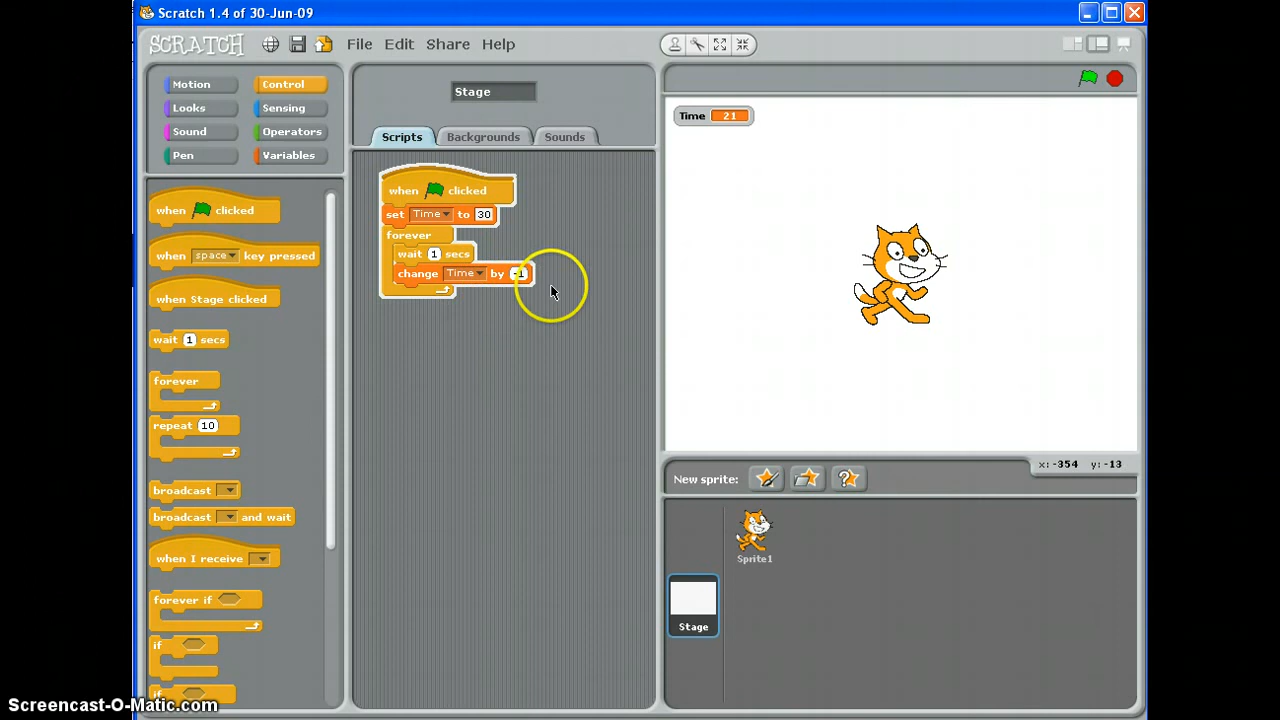 Scratch 1.4 of 30-Jun-09
SCRATCH File Edit Share Help
Motion Control
Looks Sensing
Sound Operators
Pen Variables
when clicked
when space key pressed
when Stage clicked
wait 1 secs
forever
repeat 10
broadcast
broadcast and wait
when I receive
forever if
if
if
Stage
Scripts Backgrounds Sounds
when clicked
set Time to 30
forever
wait 1 secs
change Time by -1
Time 21
x: -354 y: -13
New sprite:
Sprite1
Stage
Screencast-O-Matic.com